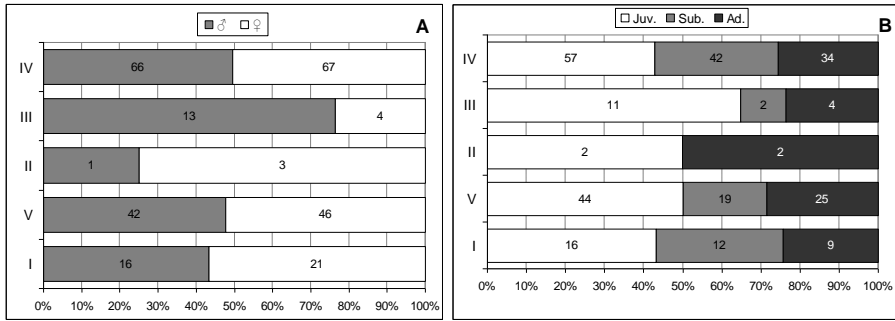 ♂ ♀
A
IV 66 67
III 13 4
II 1 3
V 42 46
I 16 21
0% 10% 20% 30% 40% 50% 60% 70% 80% 90% 100%
Juv. Sub. Ad.
B
IV 57 42 34
III 11 2 4
II 2 2
V 44 19 25
I 16 12 9
0% 10% 20% 30% 40% 50% 60% 70% 80% 90% 100%